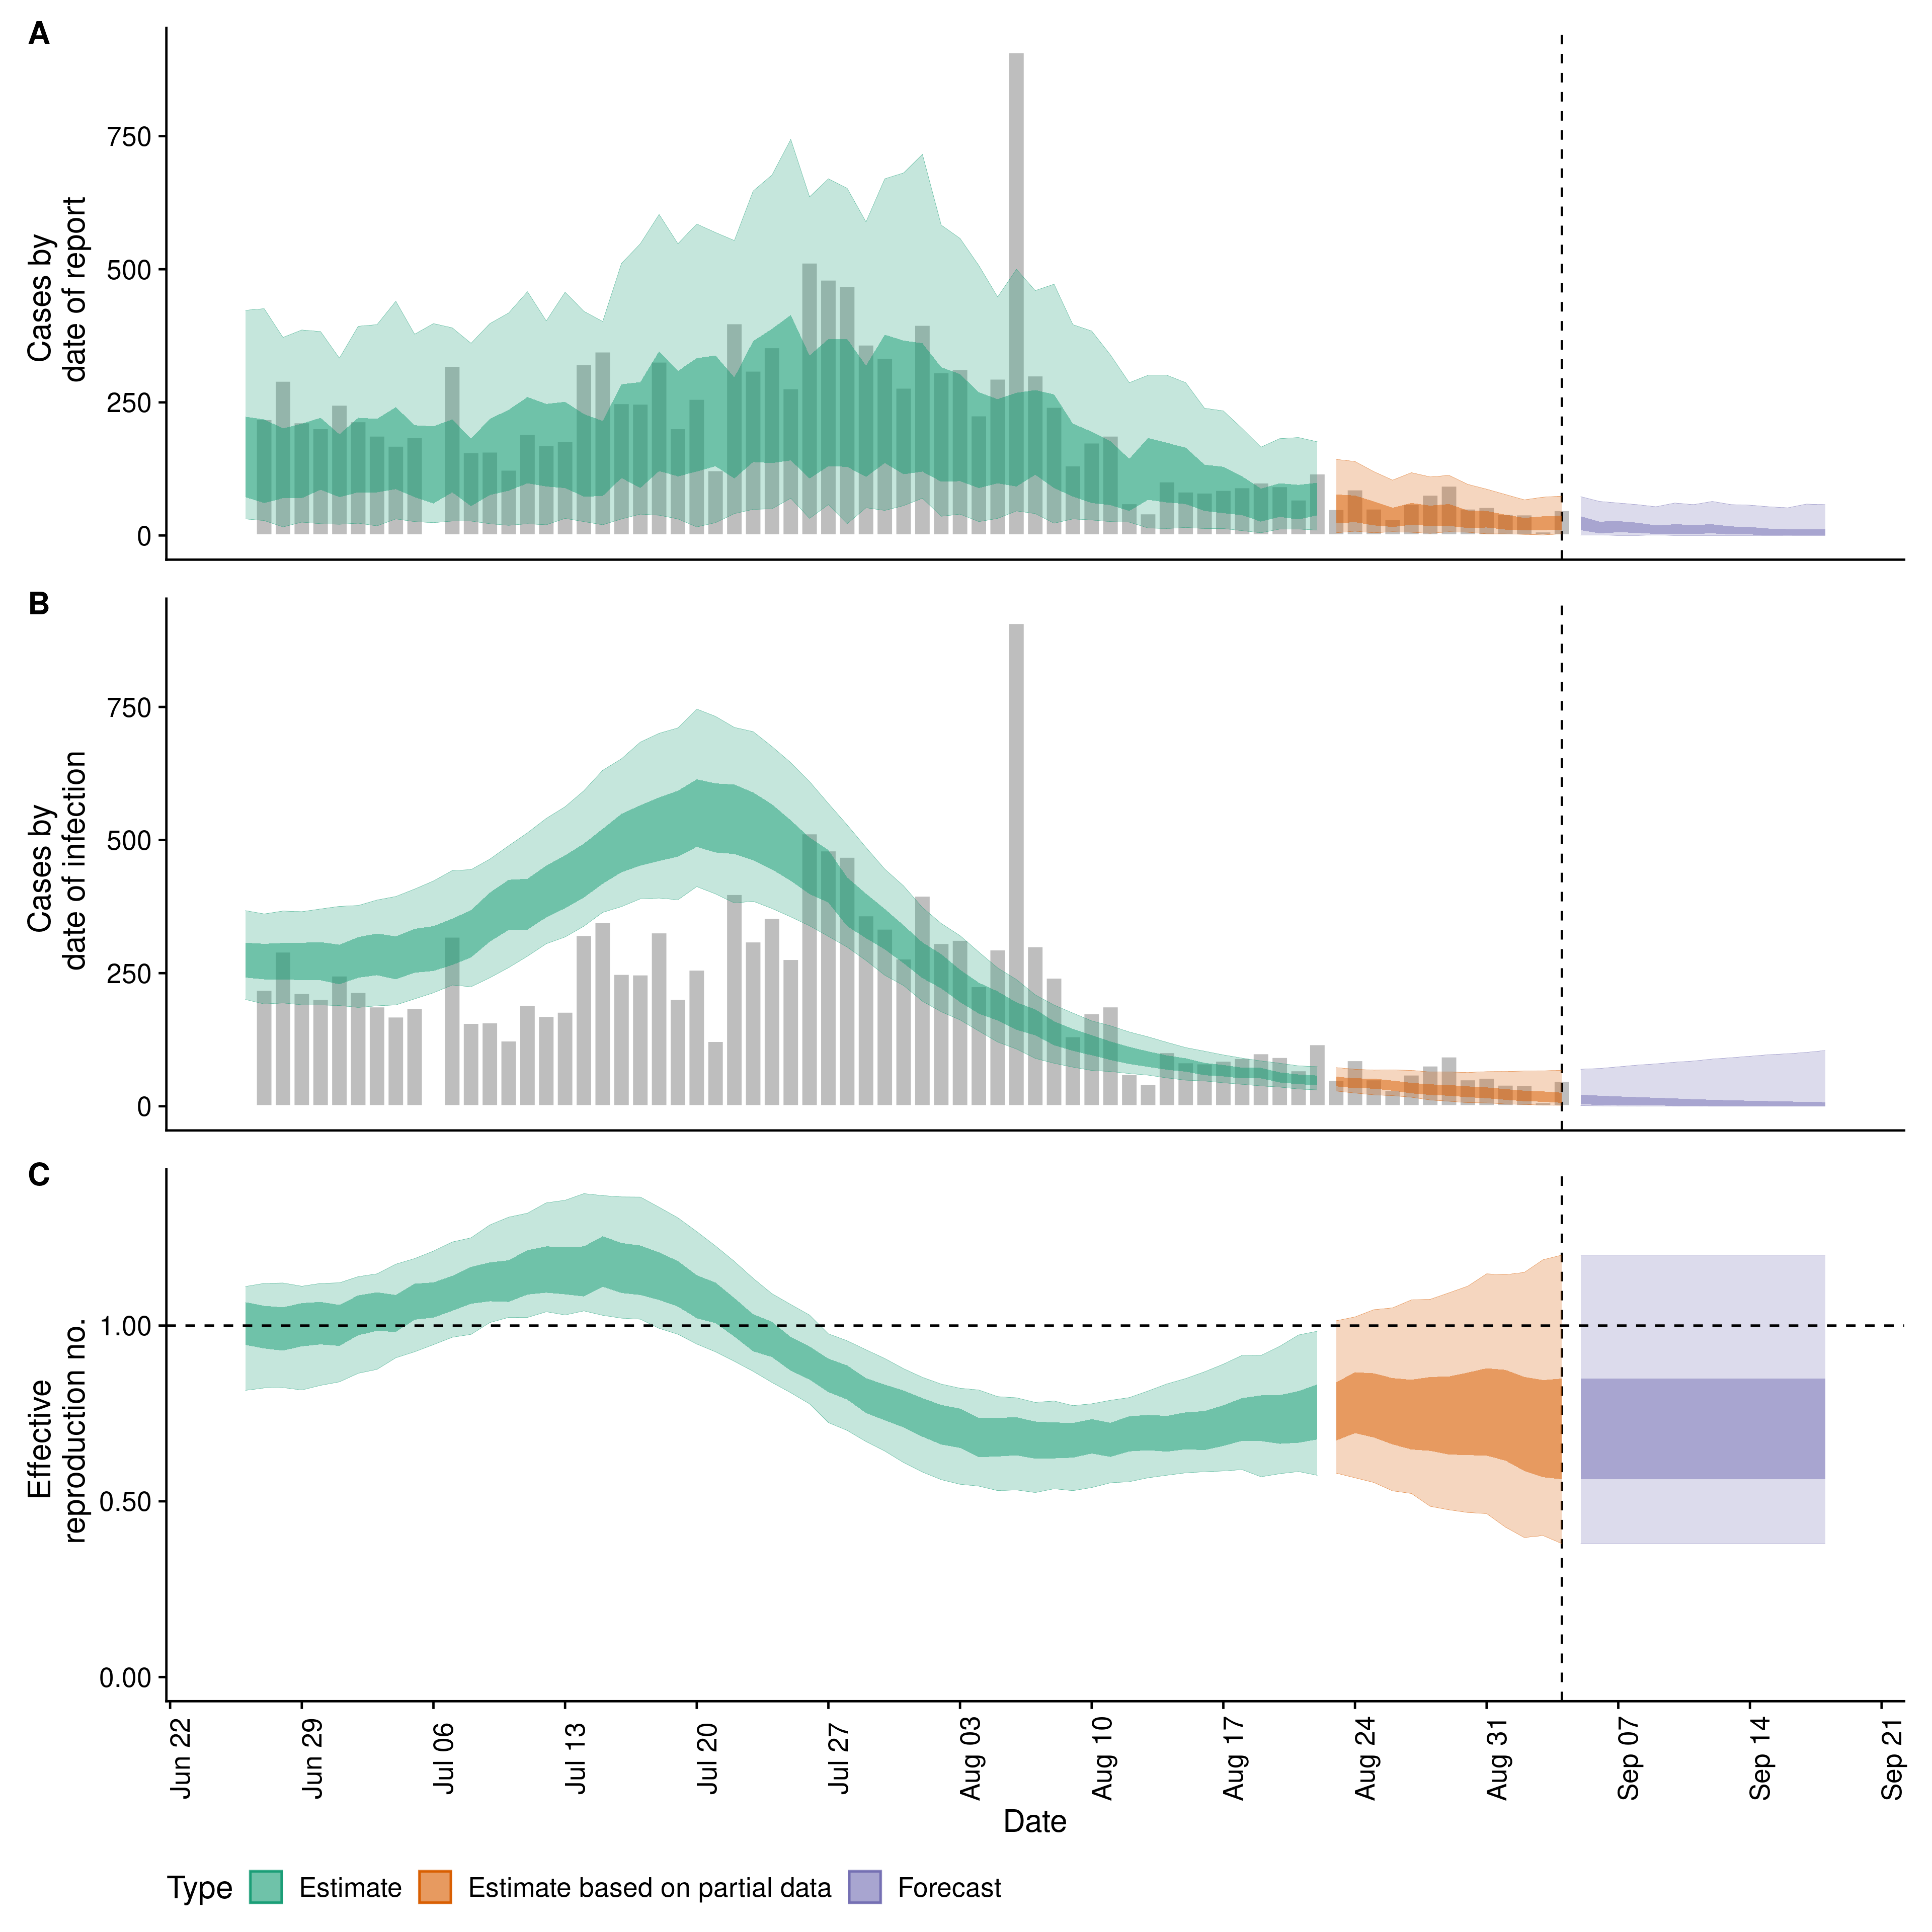 A
Cases by
date of report
750
500
250
0
B
Cases by
date of infection
750
500
250
0
C
Effective
reproduction no.
1.00
0.50
0.00
Jun 22
Jun 29
Jul 06
Jul 13
Jul 20
Jul 27
Aug 03
Aug 10
Aug 17
Aug 24
Aug 31
Sep 07
Sep 14
Sep 21
Date
Type Estimate Estimate based on partial data Forecast